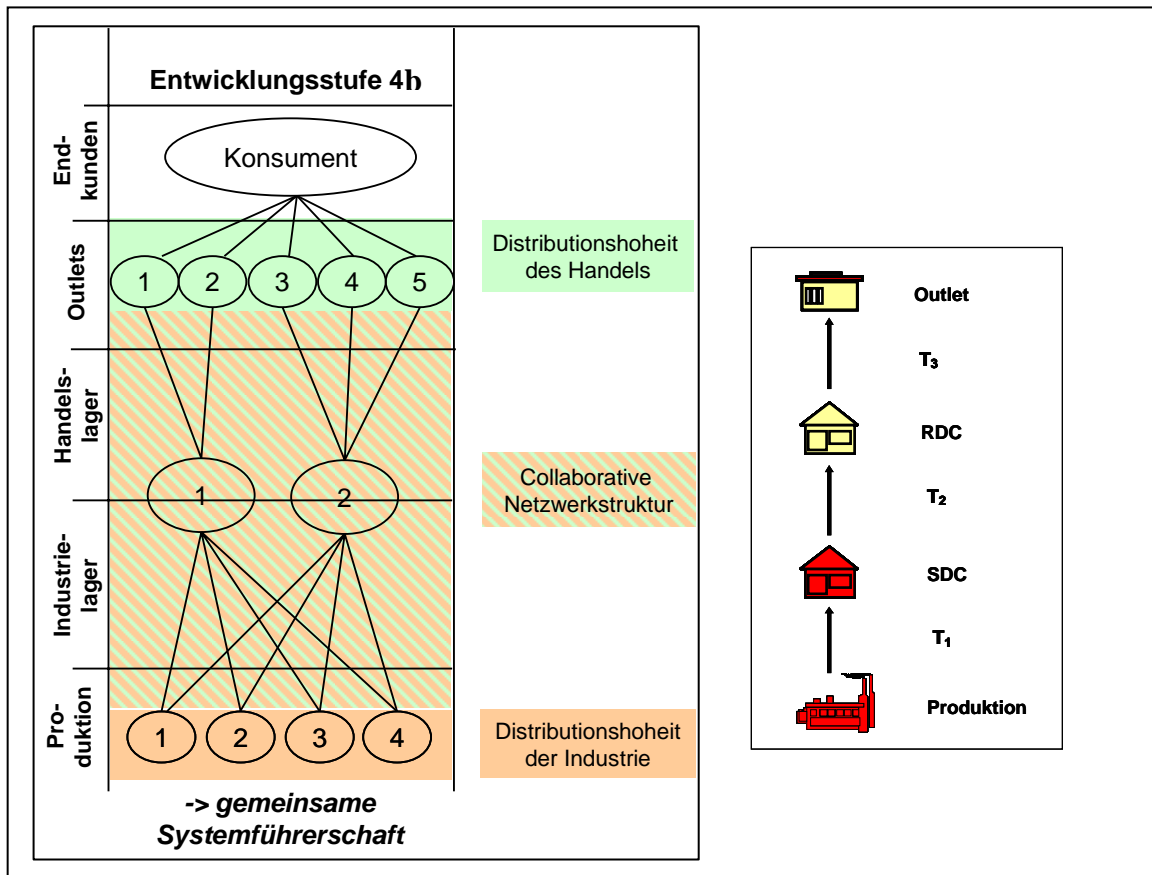 Entwicklungsstufe 4b
End-
kunden
Konsument
Outlets
1 2 3 4 5
Distributionshoheit
des Handels
Handels-
lager
1 2
Collaborative
Netzwerkstruktur
Industrie-
lager
Pro-
duktion
1 2 3 4
Distributionshoheit
der Industrie
-> gemeinsame
Systemführerschaft
Outlet
T3
RDC
T2
SDC
T1
Produktion